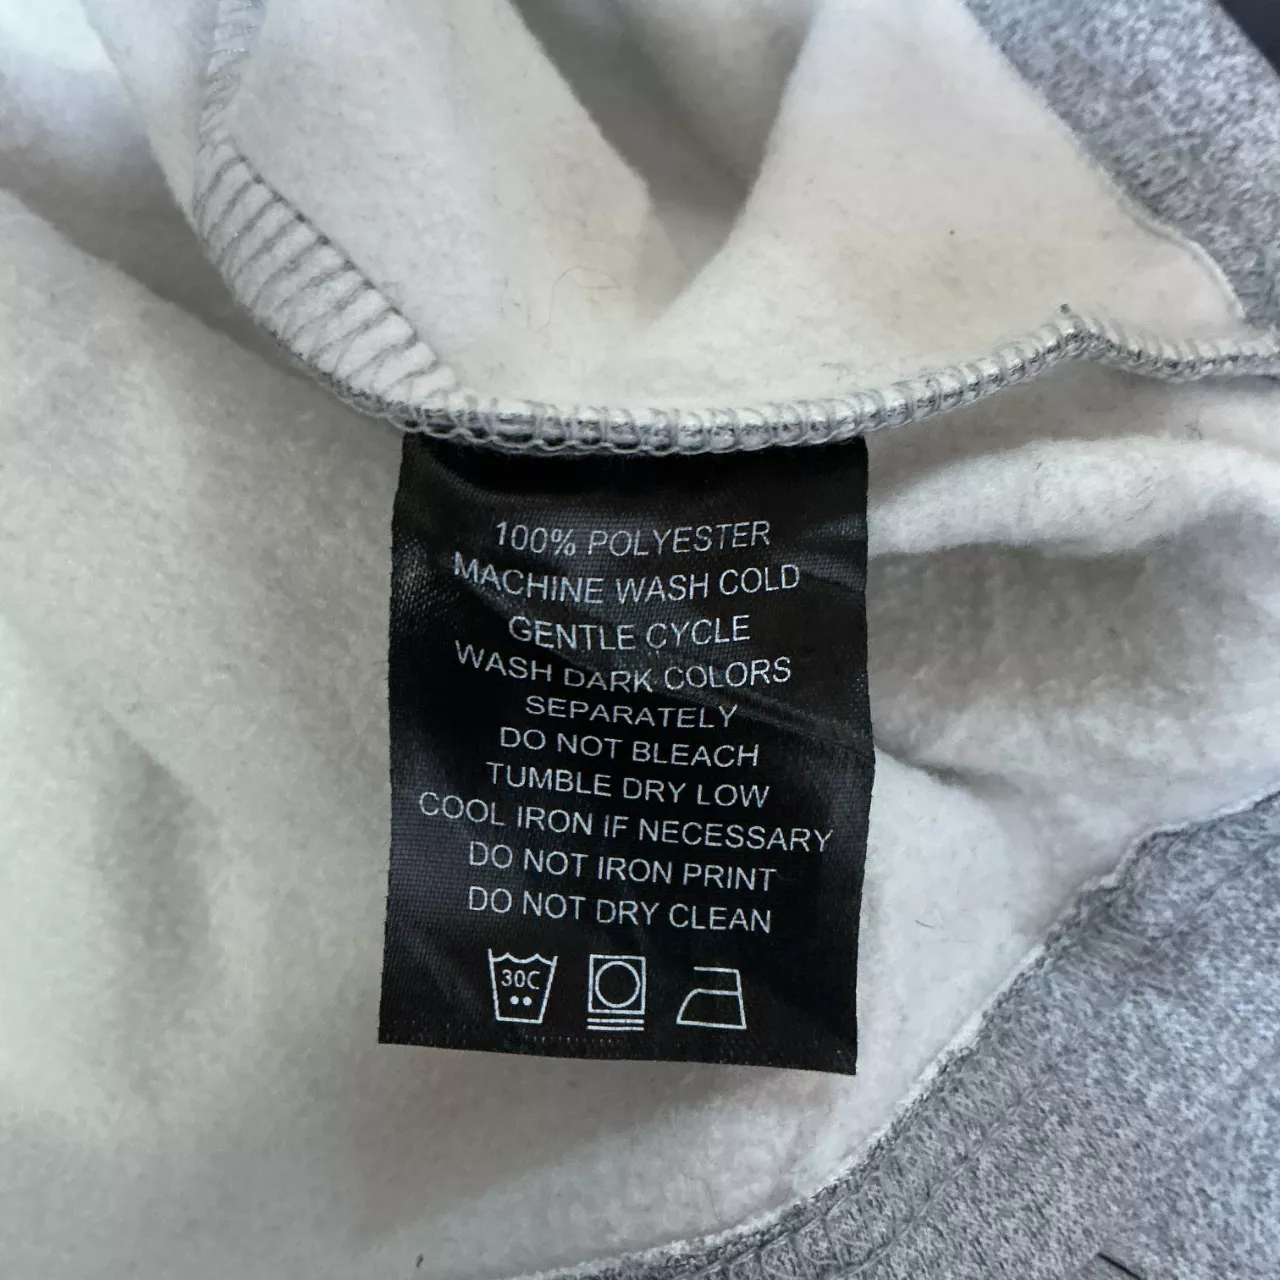 100% POLYESTER
MACHINE WASH COLD
GENTLE CYCLE
WASH DARK COLORS
SEPARATELY
DO NOT BLEACH
TUMBLE DRY LOW
COOL IRON IF NECESSARY
DO NOT IRON PRINT
DO NOT DRY CLEAN
30C